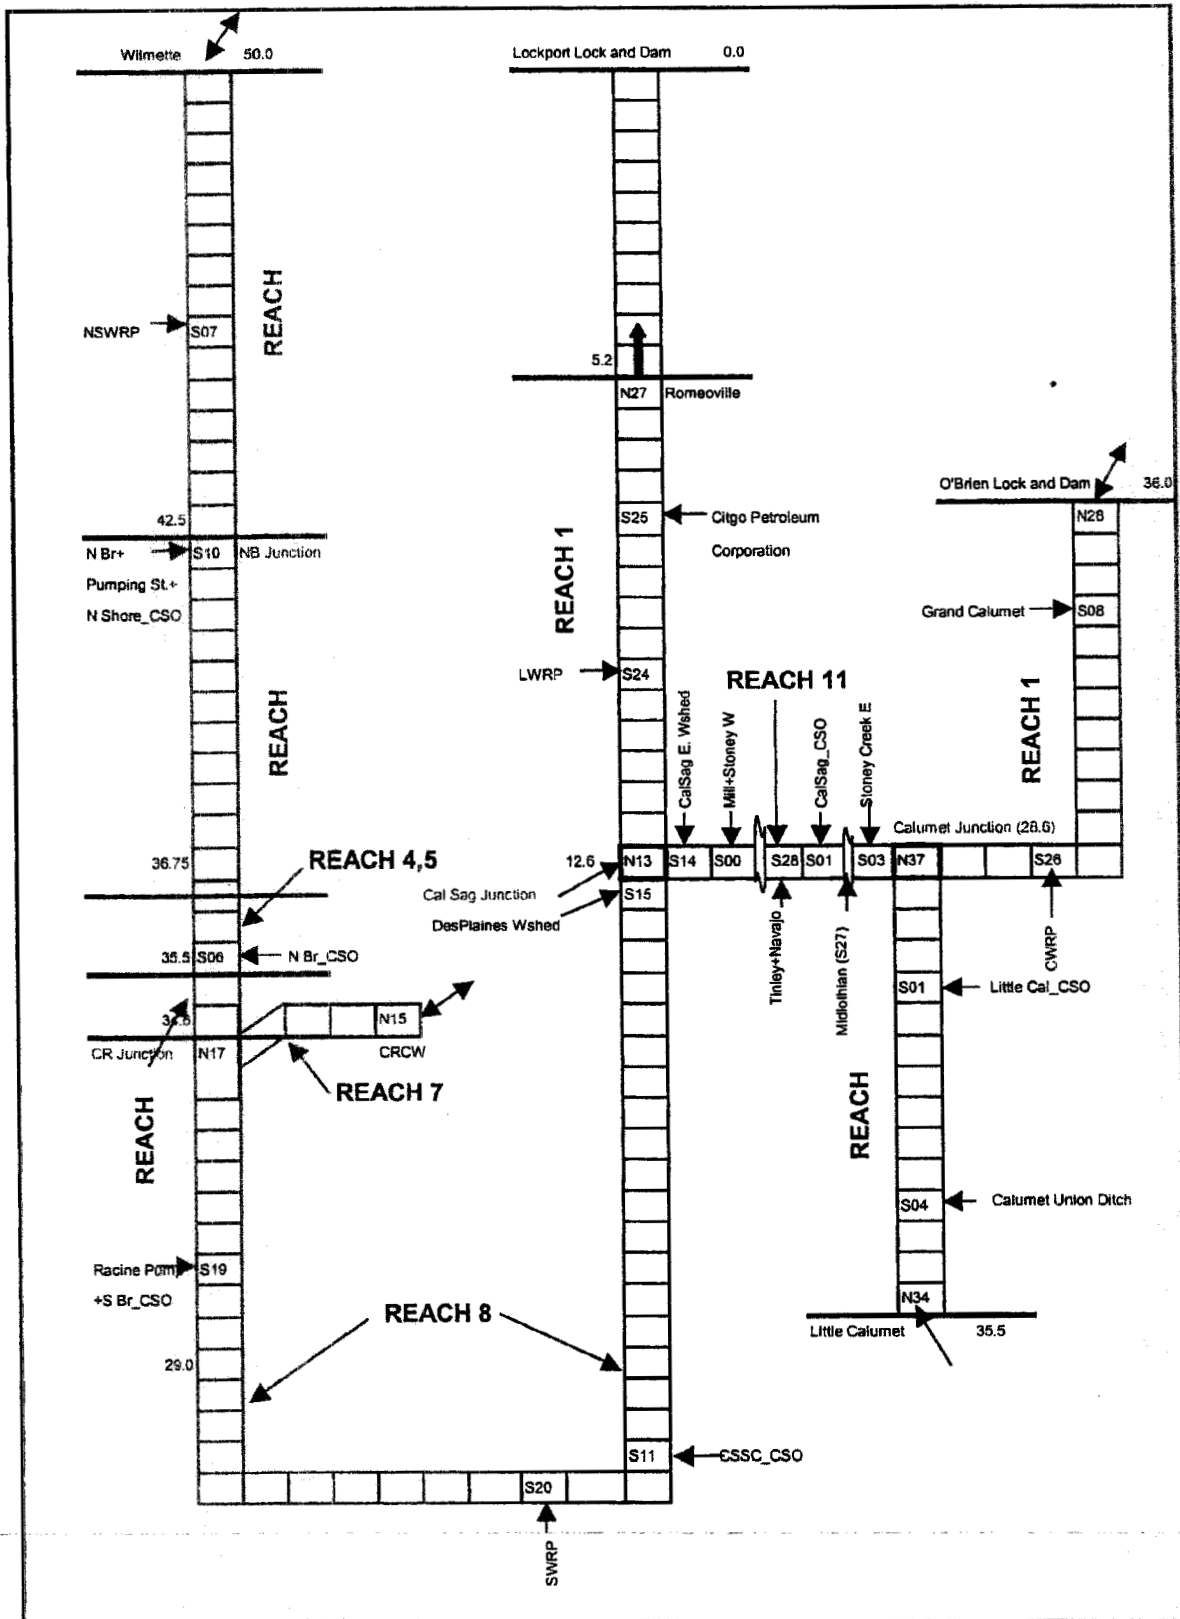 Wilmette 50.0
Lockport Lock and Dam 0.0
NSWRP
S07
REACH
5.2
N27 Romeoville
O'Brien Lock and Dam 36.0
N28
42.5
S25 Citgo Petroleum
Corporation
N Br+ S10 NB Junction
Pumping St.+
N Shore_CSO
REACH 1
Grand Calumet S08
LWRP S24
REACH 11
REACH
REACH 1
CalSag E. Wshed
Mill+Stoney W
CalSag_CSO
Stoney Creek E
Calumet Junction (28.6)
36.75
REACH 4,5
12.6 N13 S14 S00 S28 S01 S03 N37 S26
Cal Sag Junction
S15
DesPlaines Wshed
35.5 S06 N Br_CSO
Tinley+Navajo
Midlothian (S27)
CWRP
S01 Little Cal_CSO
N15
CR Junction N17
CRCW
REACH 7
REACH
REACH
S04 Calumet Union Ditch
Racine Pum S19
+S Br_CSO
N34
REACH 8
Little Calumet 35.5
29.0
S11 CSSC_CSO
S20
SWRP